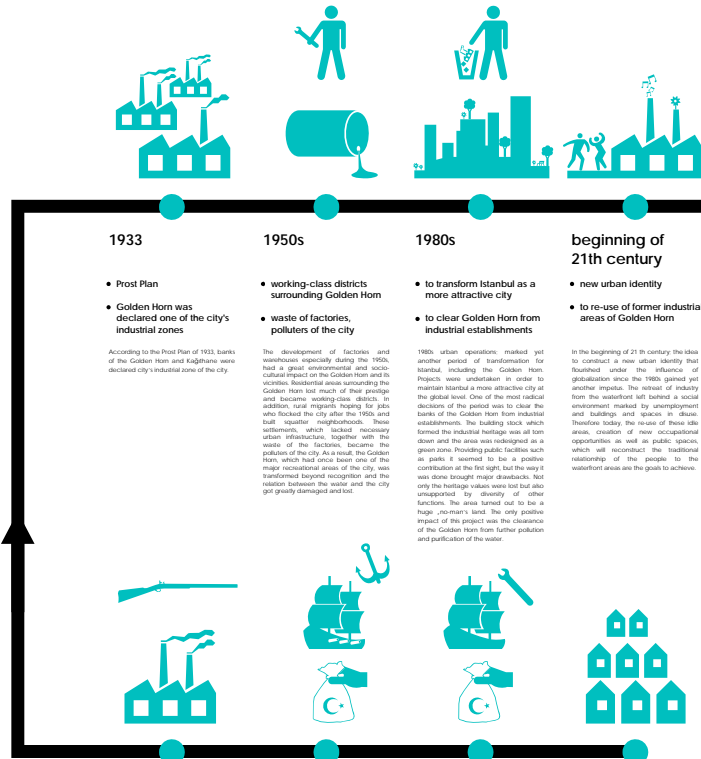 1933
• Prost Plan
• Golden Horn was
declared one of the city's
industrial zones
According to the Prost Plan of 1933, banks
of the Golden Horn and Kağıthane were
declared city's industrial zone of the city.
1950s
• working-class districts
surrounding Golden Horn
• waste of factories,
polluters of the city
The development of factories and
warehouses especially during the 1950s,
had a great environmental and socio-
cultural impact on the Golden Horn and its
vicinities. Residential areas surrounding the
Golden Horn lost much of their prestige
and became working-class districts. In
addition, rural migrants hoping for jobs
who flocked the city after the 1950s and
built squatter neighborhoods. These
settlements, which lacked necessary
urban infrastructure, together with the
waste of the factories, became the
polluters of the city. As a result, the Golden
Horn, which had once been one of the
major recreational areas of the city, was
transformed beyond recognition and the
relation between the water and the city
got greatly damaged and lost.
1980s
• to transform Istanbul as a
more attractive city
• to clear Golden Horn from
industrial establishments
1980s urban operations; marked yet
another period of transformation for
Istanbul, including the Golden Horn.
Projects were undertaken in order to
maintain Istanbul a more attractive city at
the global level. One of the most radical
decisions of the period was to clear the
banks of the Golden Horn from industrial
establishments. The building stock which
formed the industrial heritage was all torn
down and the area was redesigned as a
green zone. Providing public facilities such
as parks it seemed to be a positive
contribution at the first sight, but the way it
was done brought major drawbacks. Not
only the heritage values were lost but also
unsupported by divenity of other
functions. The area turned out to be a
huge „no-man's land. The only positive
impact of this project was the clearance
of the Golden Horn from further pollution
and purification of the water.
beginning of
21th century
• new urban identity
• to re-use of former industrial
areas of Golden Horn
In the beginning of 21 th century: the idea
to construct a new urban identity that
flourished under the influence of
globalization since the 1980s gained yet
another impetus. The retreat of industry
from the waterfront left behind a social
environment marked by unemployment
and buildings and spaces in disuse.
Therefore today, the re-use of these idle
areas, creation of new occupational
opportunities as well as public spaces,
which will reconstruct the traditional
relationship of the people to the
waterfront areas are the goals to achieve.